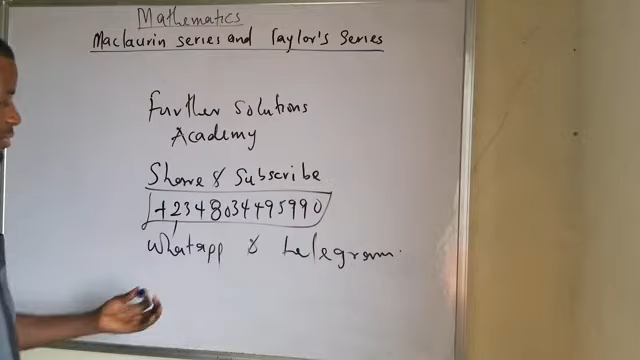 Mathematics
Maclaurin series and Taylor's Series
Further Solutions
Academy
Share & Subscribe
+2348034495990
Whatapp & telegram.